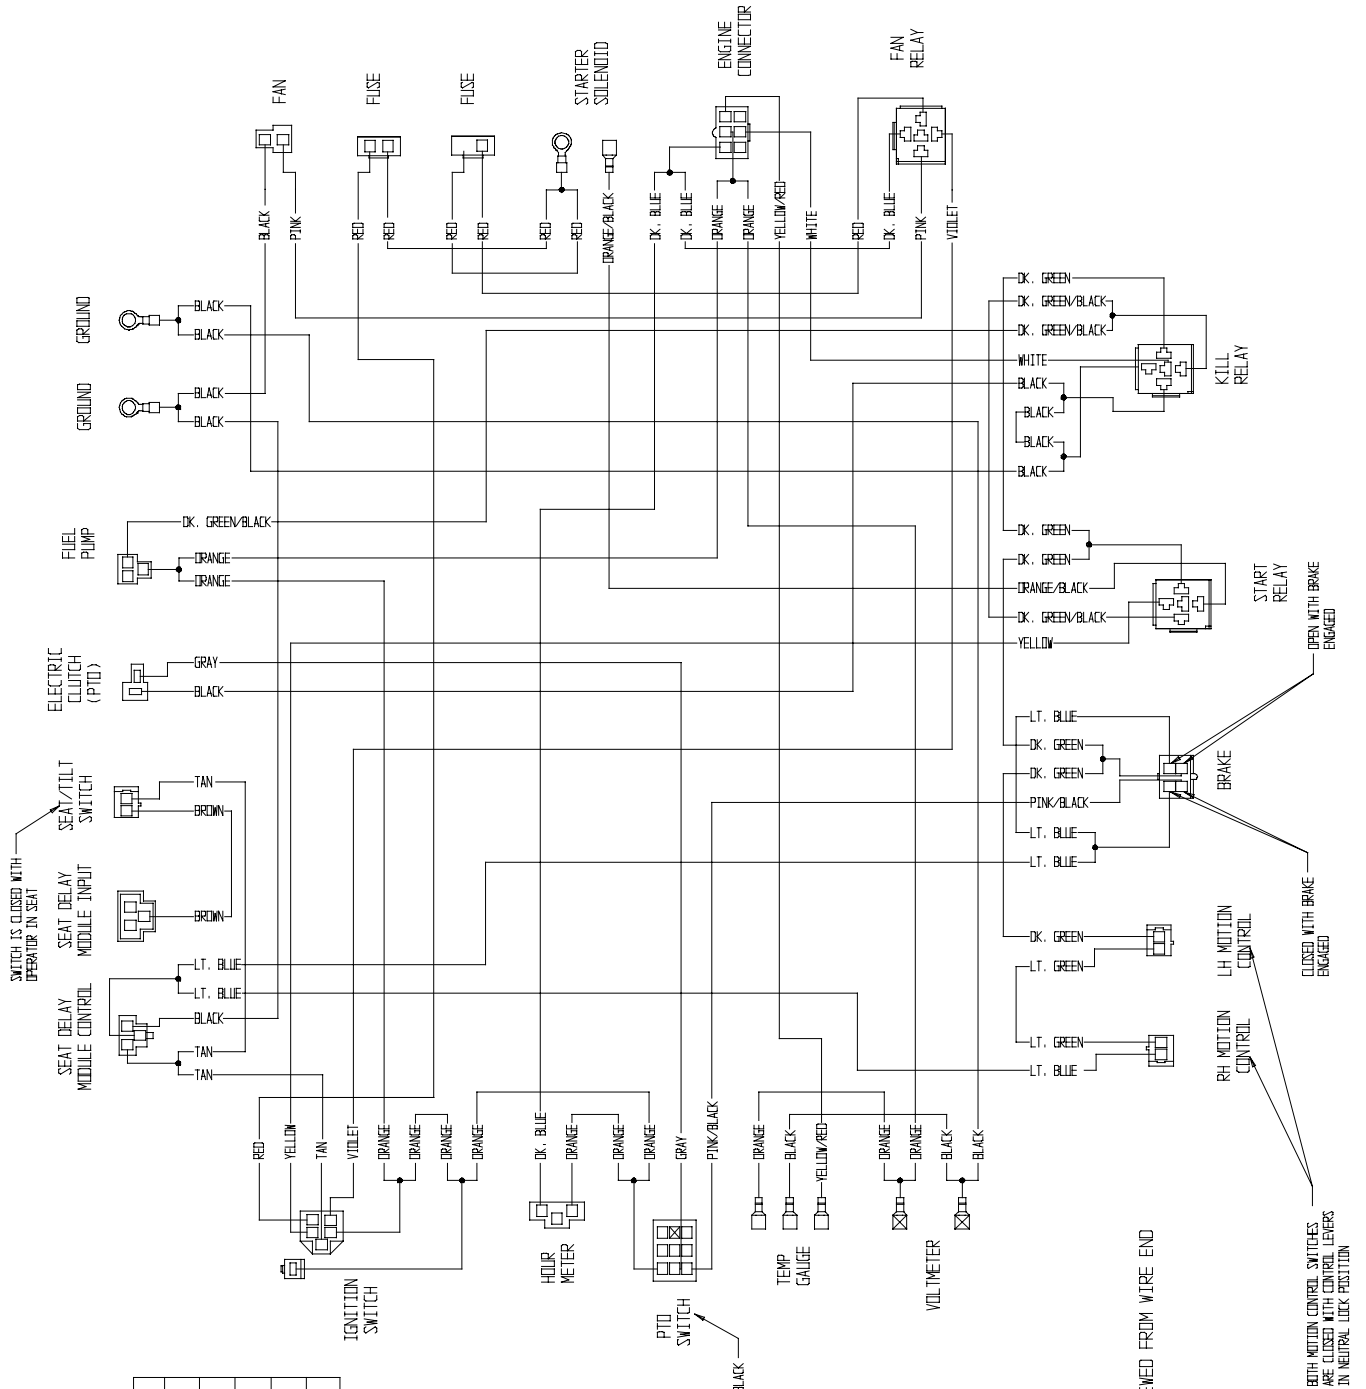 FAN
FUSE
FUSE
STARTER
SOLENOID
ENGINE
CONNECTOR
FAN
RELAY
BLACK
PINK
RED
RED
RED
RED
RED
RED
ORANGE/BLACK
DK. BLUE
DK. BLUE
ORANGE
ORANGE
YELLOW/RED
WHITE
RED
DK. BLUE
PINK
VIOLET
GROUND
BLACK
BLACK
GROUND
BLACK
BLACK
DK. GREEN
DK. GREEN/BLACK
DK. GREEN/BLACK
WHITE
BLACK
BLACK
BLACK
BLACK
KILL
RELAY
FUEL
PUMP
DK. GREEN/BLACK
ORANGE
ORANGE
DK. GREEN
DK. GREEN
ORANGE/BLACK
DK. GREEN/BLACK
YELLOW
START
RELAY
OPEN WITH BRAKE
ENGAGED
ELECTRIC
CLUTCH
(PTO)
GRAY
BLACK
LT. BLUE
DK. GREEN
DK. GREEN
PINK/BLACK
LT. BLUE
LT. BLUE
BRAKE
SEAT/TILT
SWITCH
TAN
BROWN
SWITCH IS CLOSED WITH
OPERATOR IN SEAT
SEAT DELAY
MODULE INPUT
BROWN
CLOSED WITH BRAKE
ENGAGED
SEAT DELAY
MODULE CONTROL
LT. BLUE
LT. BLUE
BLACK
TAN
TAN
DK. GREEN
LT. GREEN
LH MOTION
CONTROL
LT. GREEN
LT. BLUE
RH MOTION
CONTROL
RED
YELLOW
TAN
VIOLET
ORANGE
ORANGE
ORANGE
ORANGE
DK. BLUE
ORANGE
ORANGE
ORANGE
GRAY
PINK/BLACK
ORANGE
BLACK
YELLOW/RED
ORANGE
ORANGE
BLACK
BLACK
IGNITION
SWITCH
HOUR
METER
PTO
SWITCH
TEMP
GAUGE
VOLTMETER
BLACK
EWED FROM WIRE END
BOTH MOTION CONTROL SWITCHES
ARE CLOSED WITH CONTROL LEVERS
IN NEUTRAL LOCK POSITION